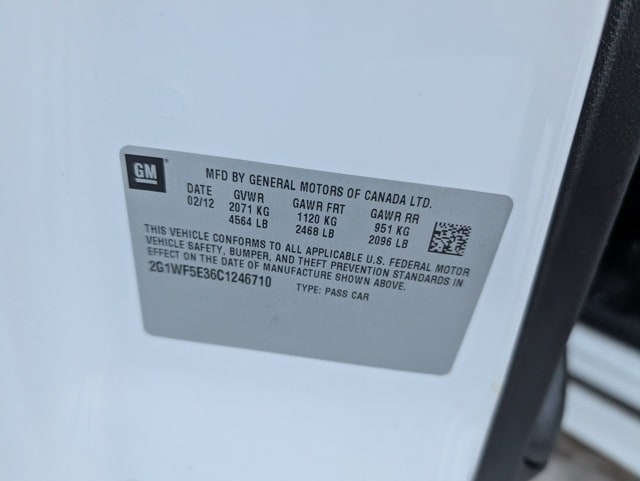 GM
MFD BY GENERAL MOTORS OF CANADA LTD.
DATE GVWR GAWR FRT GAWR RR
02/12 2071 KG 1120 KG 951 KG
4564 LB 2468 LB 2096 LB
THIS VEHICLE CONFORMS TO ALL APPLICABLE U.S. FEDERAL MOTOR
VEHICLE SAFETY, BUMPER, AND THEFT PREVENTION STANDARDS IN
EFFECT ON THE DATE OF MANUFACTURE SHOWN ABOVE.
2G1WF5E36C1246710 TYPE: PASS CAR